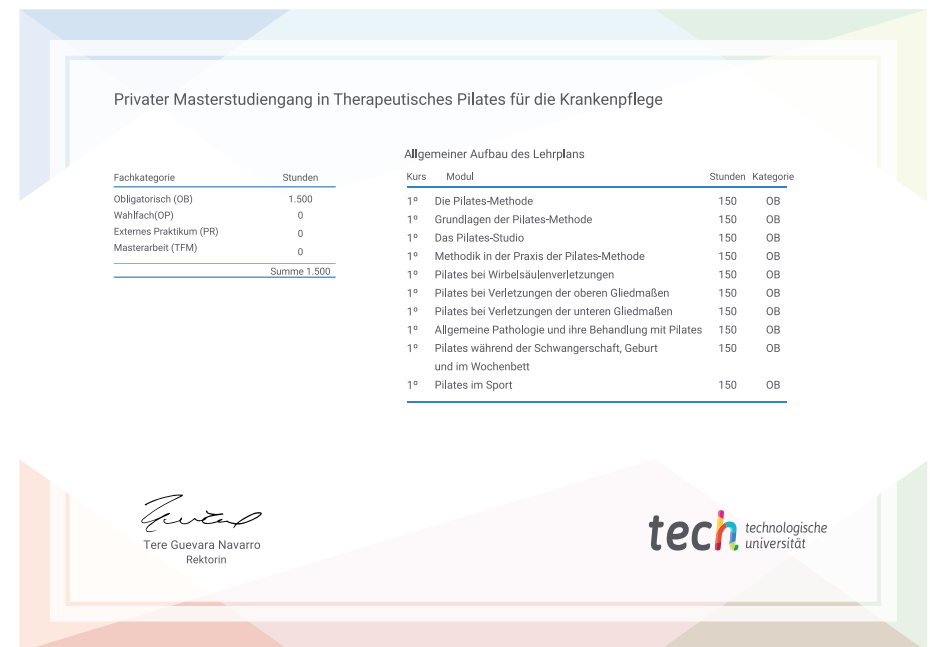 Privater Masterstudiengang in Therapeutisches Pilates für die Krankenpflege
Fachkategorie Stunden
Obligatorisch (OB) 1.500
Wahlfach(OP) 0
Externes Praktikum (PR) 0
Masterarbeit (TFM) 0
Summe 1.500
Allgemeiner Aufbau des Lehrplans
Kurs Modul Stunden Kategorie
1º Die Pilates-Methode 150 OB
1º Grundlagen der Pilates-Methode 150 OB
1º Das Pilates-Studio 150 OB
1º Methodik in der Praxis der Pilates-Methode 150 OB
1º Pilates bei Wirbelsäulenverletzungen 150 OB
1º Pilates bei Verletzungen der oberen Gliedmaßen 150 OB
1º Pilates bei Verletzungen der unteren Gliedmaßen 150 OB
1º Allgemeine Pathologie und ihre Behandlung mit Pilates 150 OB
1º Pilates während der Schwangerschaft, Geburt 150 OB
und im Wochenbett
1º Pilates im Sport 150 OB
Tere Guevara Navarro
Rektorin
tech technologische
universität